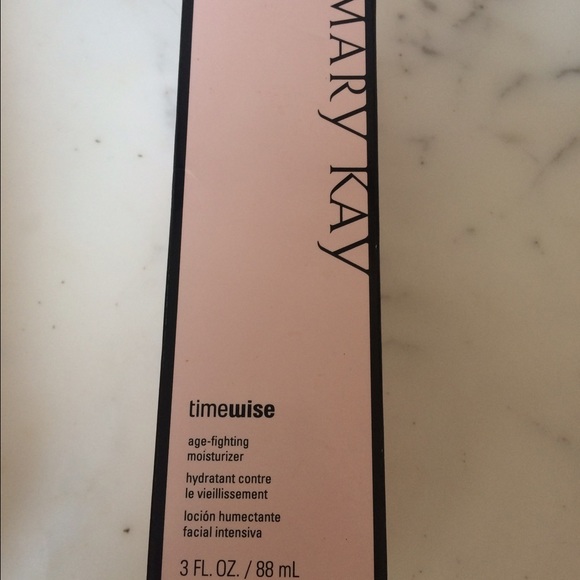 MARY KAY
timewise
age-fighting
moisturizer
hydratant contre
le vieillissement
loción humectante
facial intensiva
3 FL. OZ. / 88 mL